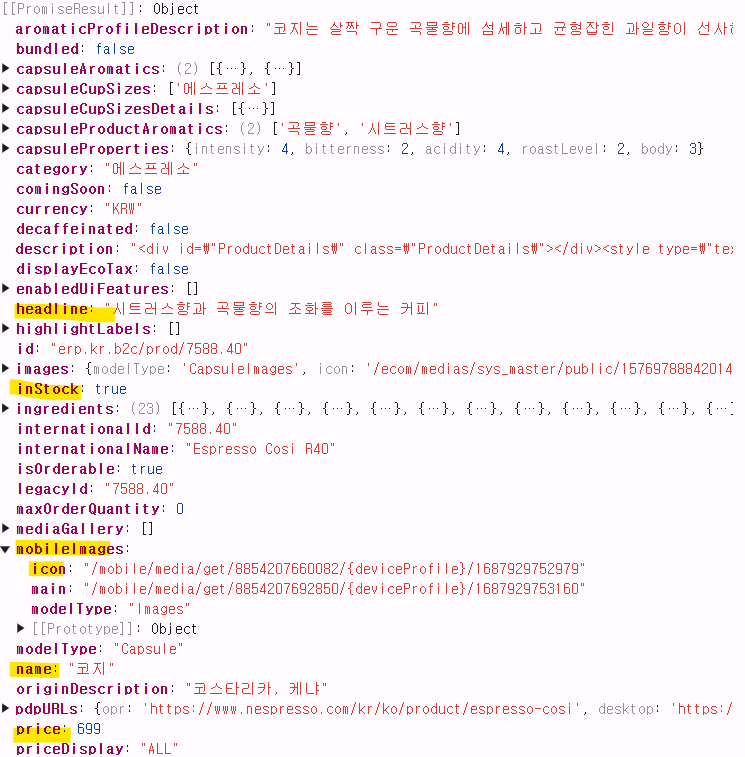 [[PromiseResult]]: Object
aromaticProfileDescription: "코지는 살짝 구운 곡물향에 섬세하고 균형잡힌 과일향이 선사하
bundled: false
capsuleAromatics: (2) [{…}, {…}]
capsuleCupSizes: ['에스프레소']
capsuleCupSizesDetails: [{…}]
capsuleProductAromatics: (2) ['곡물향', '시트러스향']
capsuleProperties: {intensity: 4, bitterness: 2, acidity: 4, roastLevel: 2, body: 3}
category: "에스프레소"
comingSoon: false
currency: "KRW"
decaffeinated: false
description: "<div id=\"ProductDetails\" class=\"ProductDetails\"></div><style type=\"tex
displayEcoTax: false
enabledUiFeatures: []
headline: "시트러스향과 곡물향의 조화를 이루는 커피"
highlightLabels: []
id: "erp.kr.b2c/prod/7588.40"
images: {modelType: 'CapsuleImages', icon: '/ecom/medias/sys_master/public/15769788842014
inStock: true
ingredients: (23) [{…}, {…}, {…}, {…}, {…}, {…}, {…}, {…}, {…}, {…}, {…}, {…
internationalId: "7588.40"
internationalName: "Espresso Cosi R40"
isOrderable: true
legacyId: "7588.40"
maxOrderQuantity: 0
mediaGallery: []
mobileImages:
icon: "/mobile/media/get/8854207660082/{deviceProfile}/1687929752979"
main: "/mobile/media/get/8854207692850/{deviceProfile}/1687929753160"
modelType: "Images"
[[Prototype]]: Object
modelType: "Capsule"
name: "코지"
originDescription: "코스타리카, 케냐"
pdpURLs: {opr: 'https://www.nespresso.com/kr/ko/product/espresso-cosi', desktop: 'https:/
price: 699
priceDisplay: "ALL"